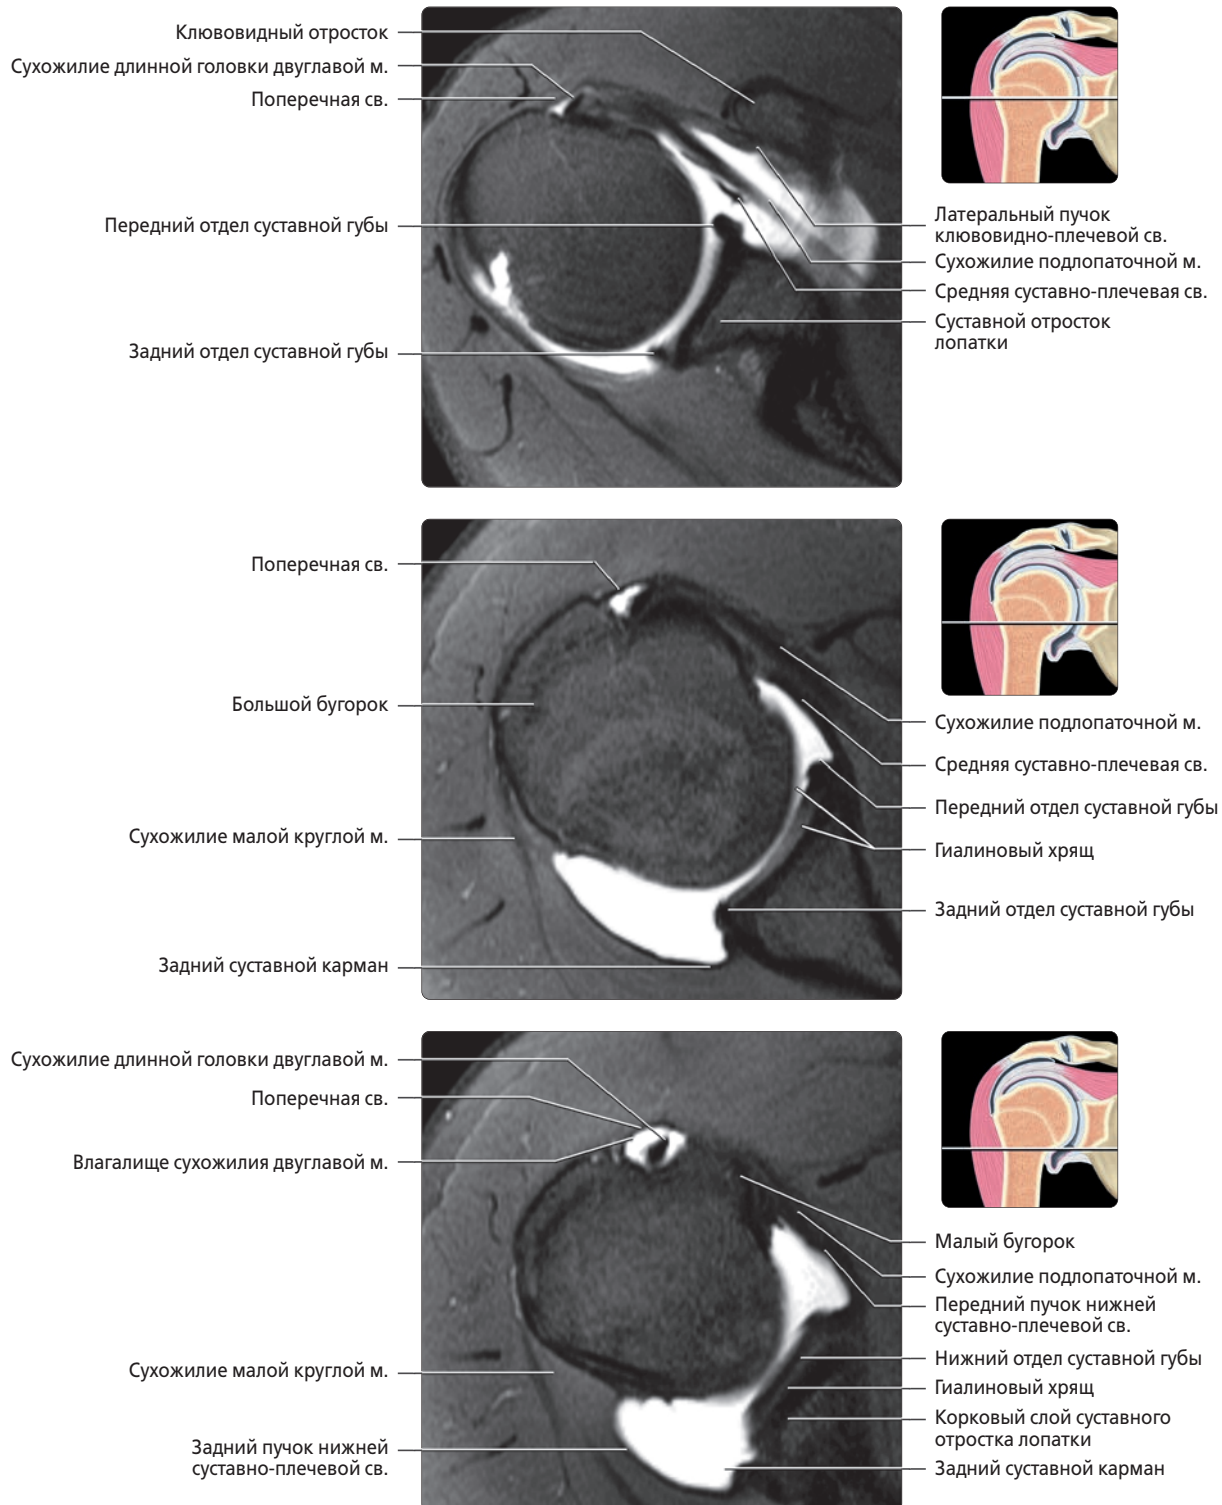 Клювовидный отросток
Сухожилие длинной головки двуглавой м.
Поперечная св.
Передний отдел суставной губы
Задний отдел суставной губы
Латеральный пучок
клювовидно-плечевой св.
Сухожилие подлопаточной м.
Средняя суставно-плечевая св.
Суставной отросток
лопатки
Поперечная св.
Большой бугорок
Сухожилие малой круглой м.
Задний суставной карман
Сухожилие подлопаточной м.
Средняя суставно-плечевая св.
Передний отдел суставной губы
Гиалиновый хрящ
Задний отдел суставной губы
Сухожилие длинной головки двуглавой м.
Поперечная св.
Влагалище сухожилия двуглавой м.
Сухожилие малой круглой м.
Задний пучок нижней
суставно-плечевой св.
Малый бугорок
Сухожилие подлопаточной м.
Передний пучок нижней
суставно-плечевой св.
Нижний отдел суставной губы
Гиалиновый хрящ
Корковый слой суставного
отростка лопатки
Задний суставной карман